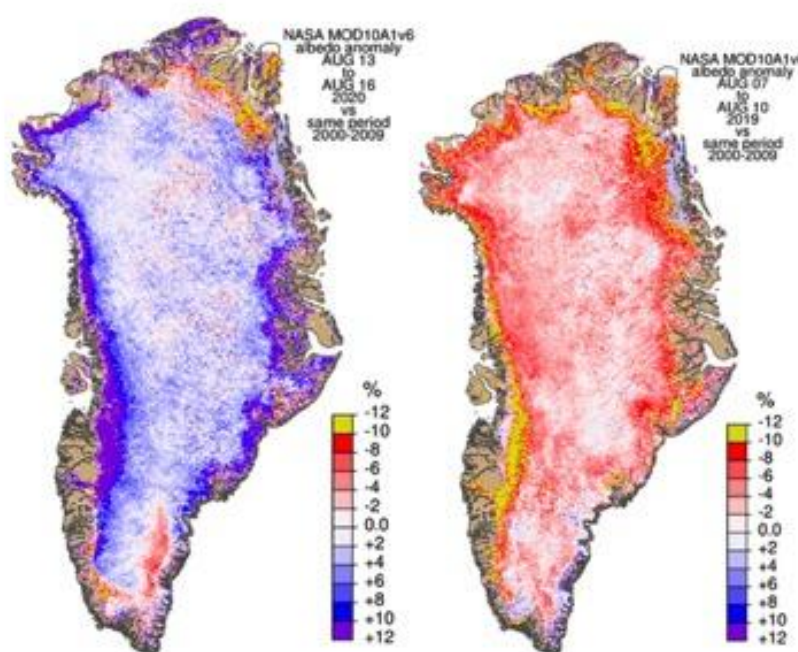 NASA MOD10A1v6
albedo anomaly
AUG 13
to
AUG 16
2020
vs
same period
2000-2009
%
-12
-10
-8
-6
-4
-2
0.0
+2
+4
+6
+8
+10
+12
NASA MOD10A1v
albedo anomaly
AUG 07
to
AUG 10
2019
vs
same period
2000-2009
%
-12
-10
-8
-6
-4
-2
0.0
+2
+4
+6
+8
+10
+12